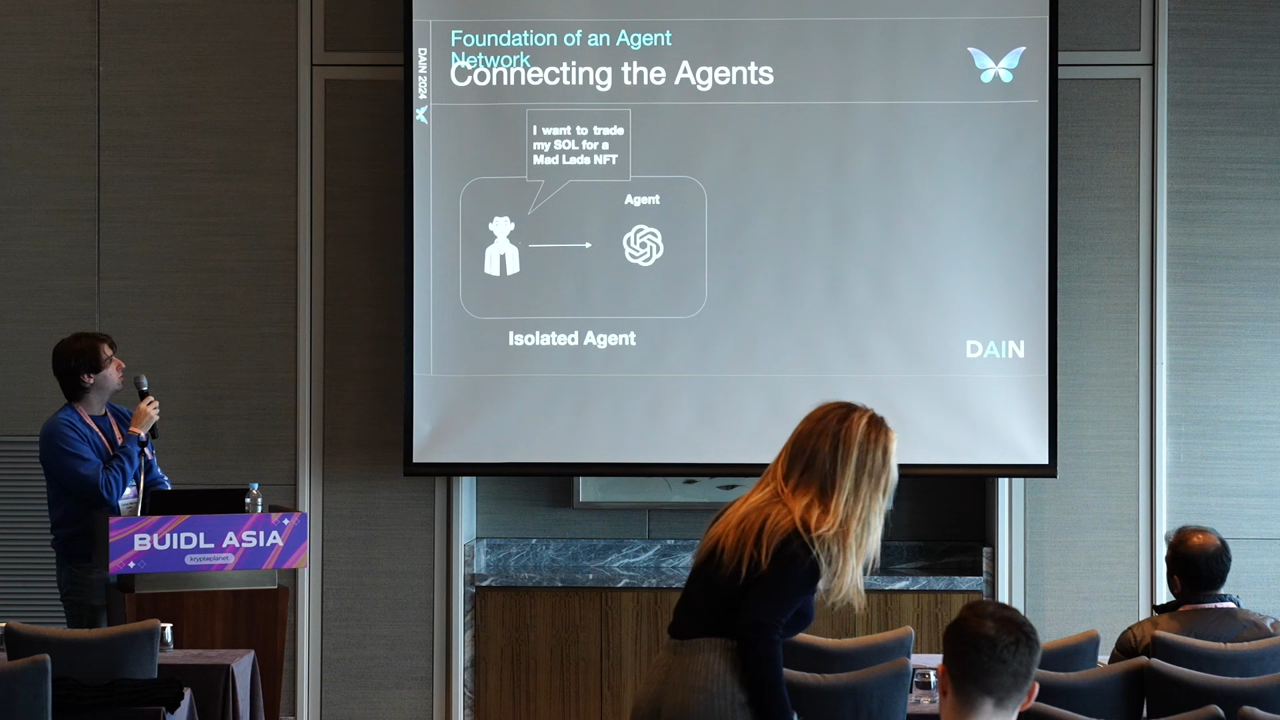 DAIN 2024
Foundation of an Agent
Network
Connecting the Agents
I want to trade
my SOL for a
Mad Lads NFT
Agent
Isolated Agent
DAIN
BUIDL ASIA
kryptoplanet